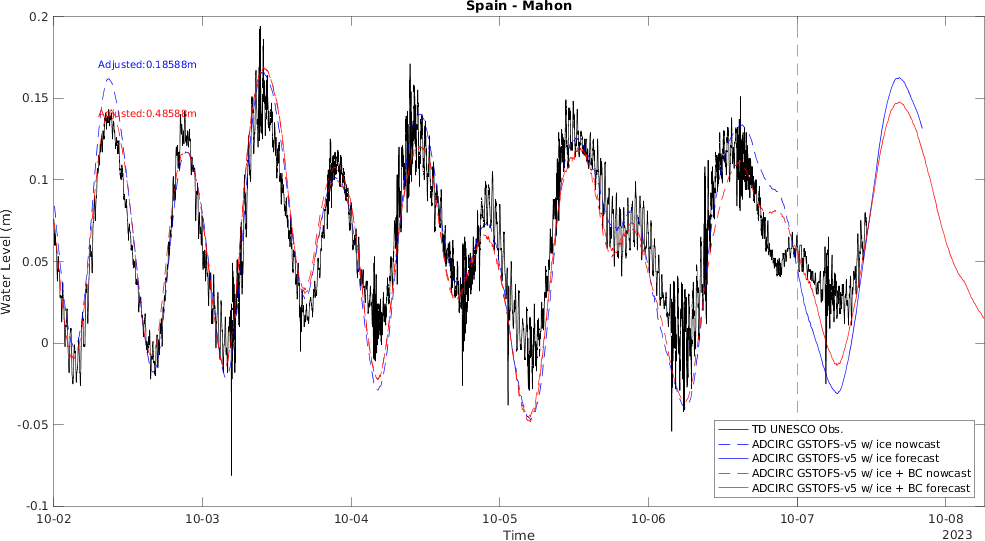 Spain - Mahon
0.2
0.15
0.1
0.05
0
-0.05
-0.1
Water Level (m)
Adjusted:0.18588m
Adjusted:0.48588m
TD UNESCO Obs.
ADCIRC GSTOFS-v5 w/ ice nowcast
ADCIRC GSTOFS-v5 w/ ice forecast
ADCIRC GSTOFS-v5 w/ ice + BC nowcast
ADCIRC GSTOFS-v5 w/ ice + BC forecast
10-02 10-03 10-04 10-05 10-06 10-07 10-08
Time
2023